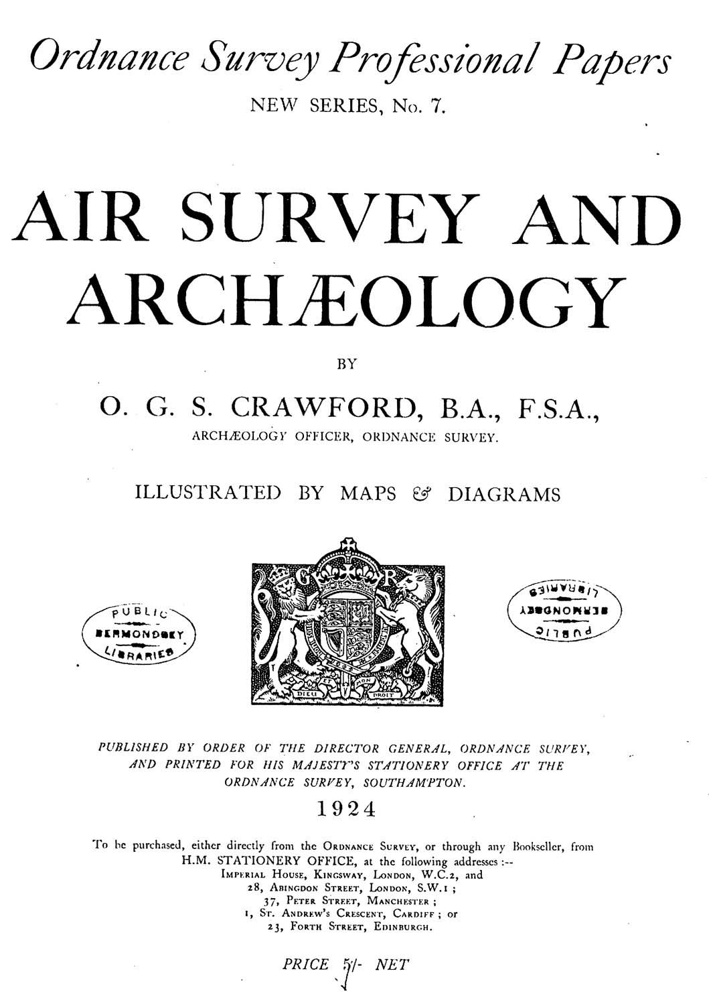 Ordnance Survey Professional Papers
NEW SERIES, No. 7.
AIR SURVEY AND
ARCHÆOLOGY
BY
O. G. S. CRAWFORD, B.A., F.S.A.,
ARCHÆOLOGY OFFICER, ORDNANCE SURVEY.
ILLUSTRATED BY MAPS & DIAGRAMS
G R
DIEU ET MON DROIT
PUBLIC
BERMONDSEY
LIBRARIES
PUBLIC
BERMONDSEY
LIBRARIES
PUBLISHED BY ORDER OF THE DIRECTOR GENERAL, ORDNANCE SURVEY,
AND PRINTED FOR HIS MAJESTY'S STATIONERY OFFICE AT THE
ORDNANCE SURVEY, SOUTHAMPTON.
1924
To be purchased, either directly from the ORDNANCE SURVEY, or through any Bookseller, from
H.M. STATIONERY OFFICE, at the following addresses :--
IMPERIAL HOUSE, KINGSWAY, LONDON, W.C.2, and
28, ABINGDON STREET, LONDON, S.W.1 ;
37, PETER STREET, MANCHESTER ;
1, ST. ANDREW'S CRESCENT, CARDIFF ; or
23, FORTH STREET, EDINBURGH.
PRICE 5/- NET